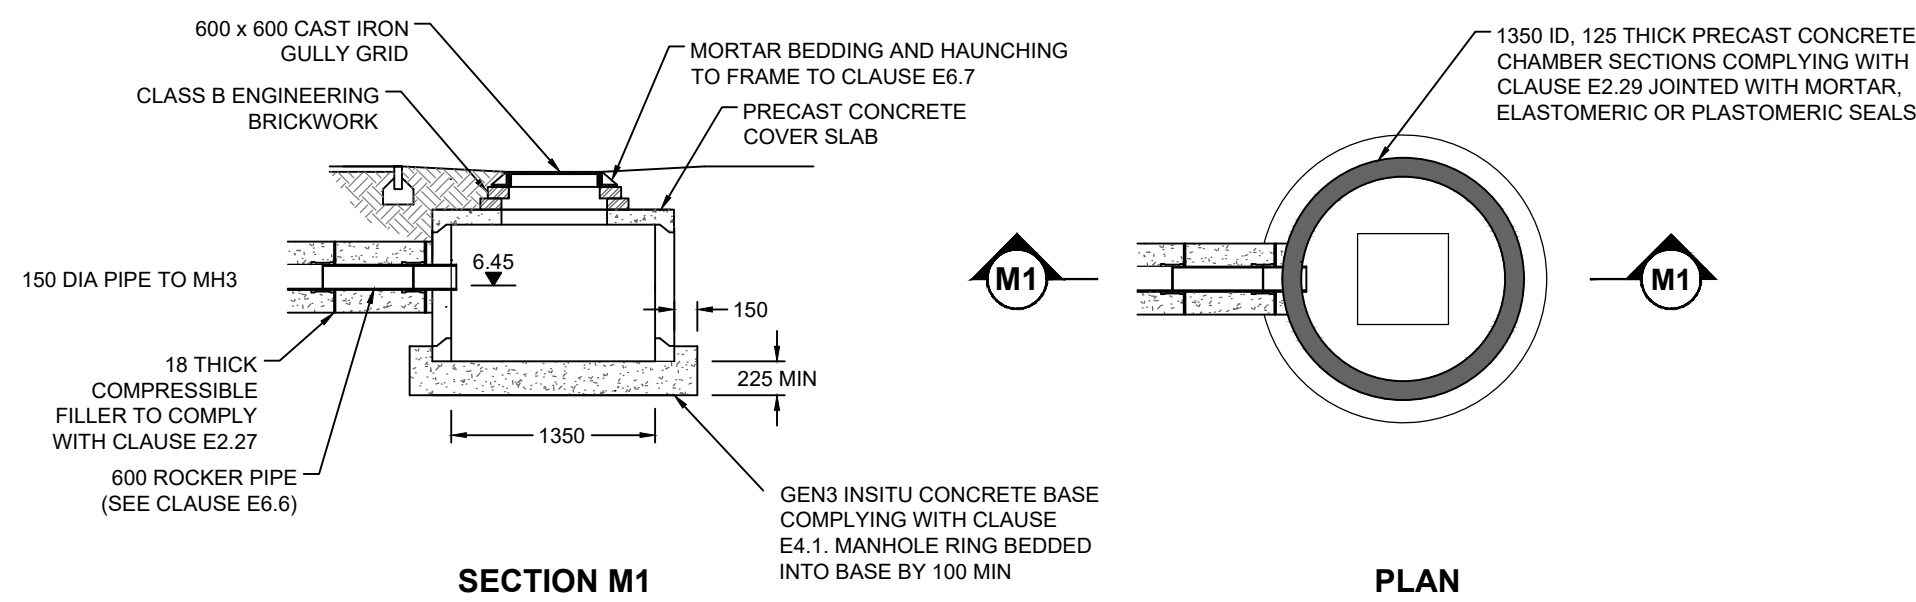 600 x 600 CAST IRON
GULLY GRID
CLASS B ENGINEERING
BRICKWORK
MORTAR BEDDING AND HAUNCHING
TO FRAME TO CLAUSE E6.7
PRECAST CONCRETE
COVER SLAB
150 DIA PIPE TO MH3
6.45
150
18 THICK
COMPRESSIBLE
FILLER TO COMPLY
WITH CLAUSE E2.27
225 MIN
1350
600 ROCKER PIPE
(SEE CLAUSE E6.6)
GEN3 INSITU CONCRETE BASE
COMPLYING WITH CLAUSE
E4.1. MANHOLE RING BEDDED
INTO BASE BY 100 MIN
SECTION M1
1350 ID, 125 THICK PRECAST CONCRETE
CHAMBER SECTIONS COMPLYING WITH
CLAUSE E2.29 JOINTED WITH MORTAR,
ELASTOMERIC OR PLASTOMERIC SEALS
M1
M1
PLAN